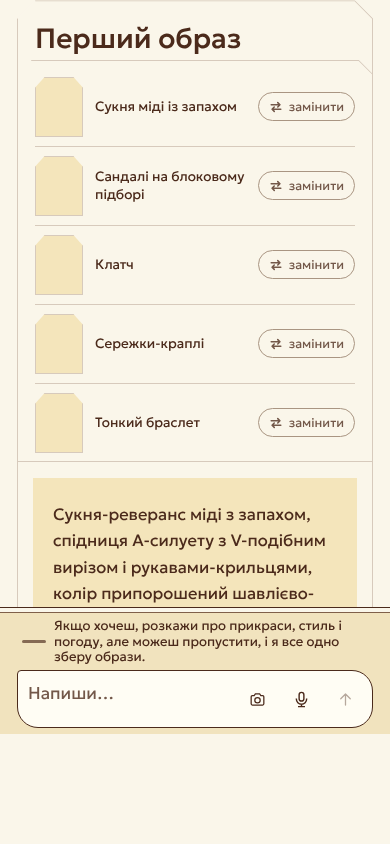 Перший образ
Сукня міді із запахом
замінити
Сандалі на блоковому
підборі
замінити
Клатч
замінити
Сережки-краплі
замінити
Тонкий браслет
замінити
Сукня-реверанс міді з запахом,
спідниця А-силуету з V-подібним
вирізом і рукавами-крильцями,
колір припорошений шавлієво-
Якщо хочеш, розкажи про прикраси, стиль і
погоду, але можеш пропустити, і я все одно
зберу образи.
Напиши...